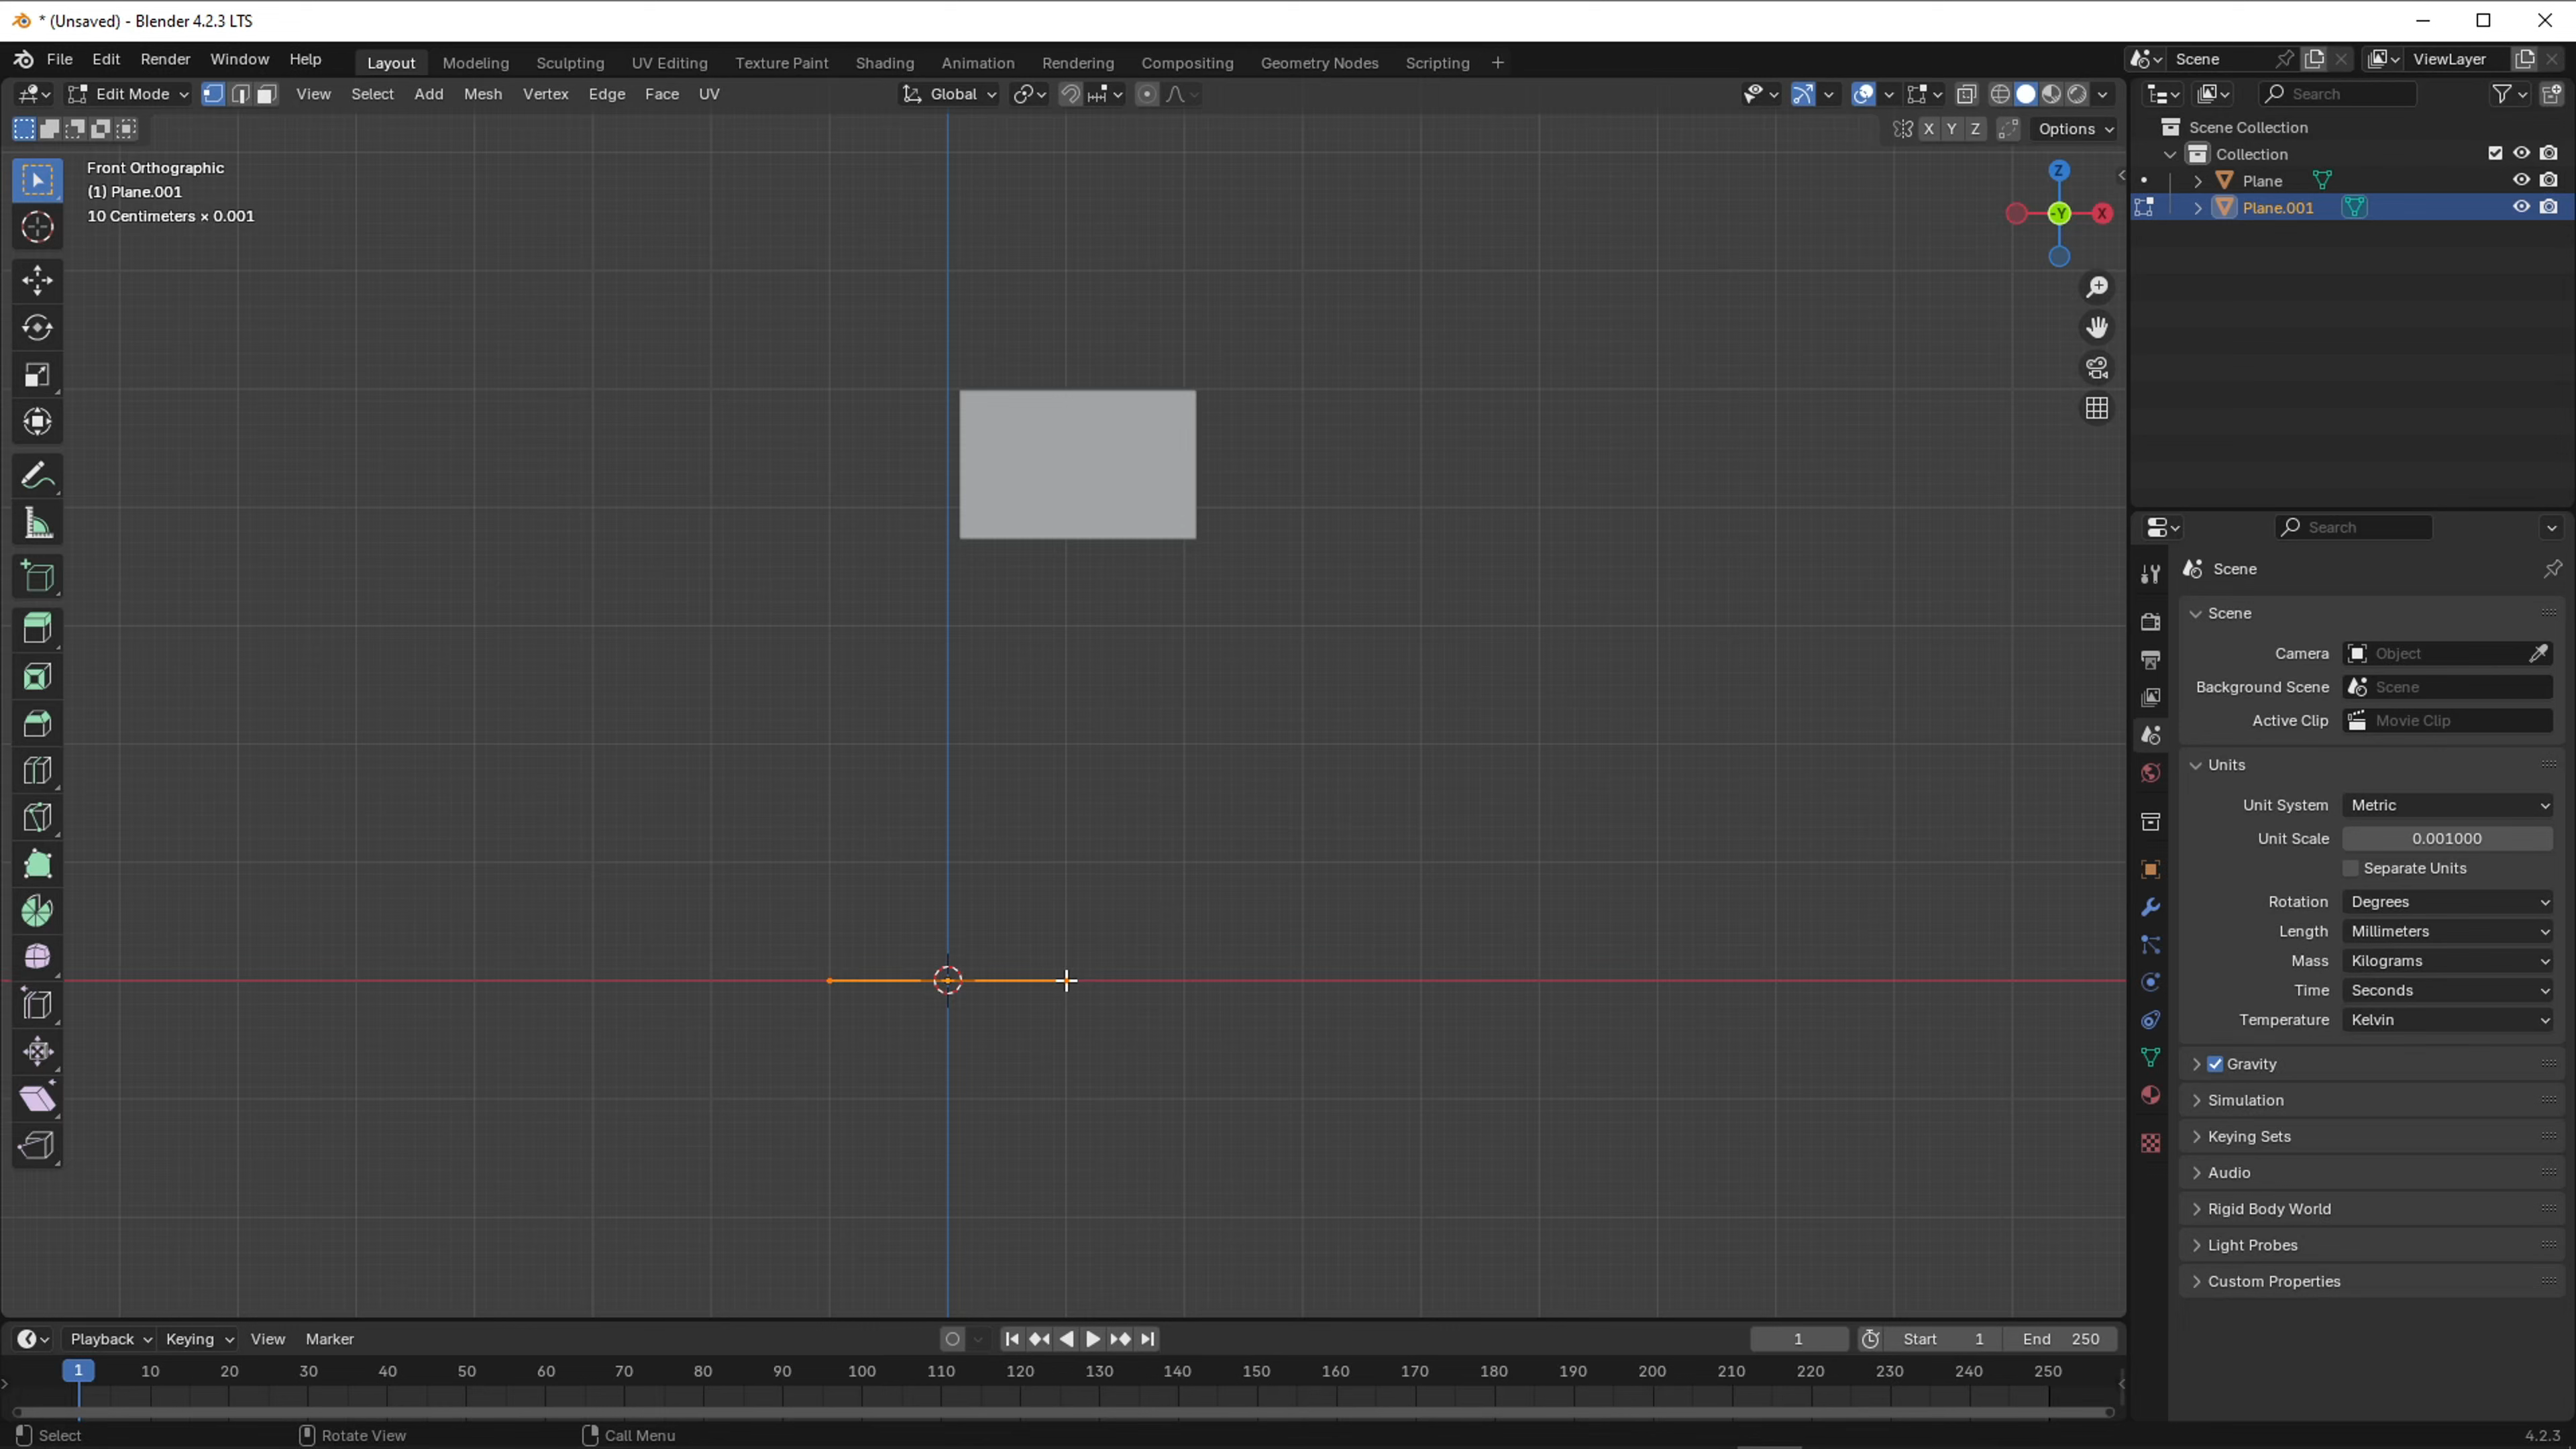 * (Unsaved) - Blender 4.2.3 LTS
File Edit Render Window Help Layout Modeling Sculpting UV Editing Texture Paint Shading Animation Rendering Compositing Geometry Nodes Scripting + Scene ViewLayer
Edit Mode View Select Add Mesh Vertex Edge Face UV Global Search
X Y Z Options
Scene Collection
Collection
Plane
Plane.001
Front Orthographic
(1) Plane.001
10 Centimeters × 0.001
Z
-Y X
Search
Scene
Scene
Camera Object
Background Scene Scene
Active Clip Movie Clip
Units
Unit System Metric
Unit Scale 0.001000
Separate Units
Rotation Degrees
Length Millimeters
Mass Kilograms
Time Seconds
Temperature Kelvin
Gravity
Simulation
Keying Sets
Audio
Rigid Body World
Light Probes
Custom Properties
Playback Keying View Marker 1 Start 1 End 250
1 10 20 30 40 50 60 70 80 90 100 110 120 130 140 150 160 170 180 190 200 210 220 230 240 250
Select Rotate View Call Menu 4.2.3